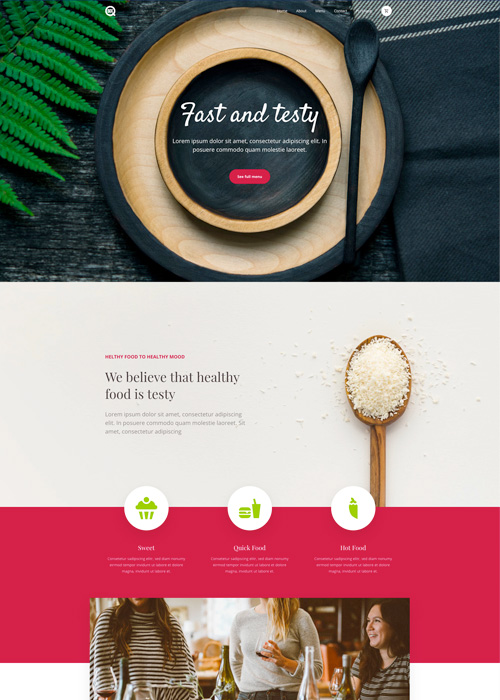 Home About Menu Contact
Fast and testy
Lorem ipsum dolor sit amet, consectetur adipiscing elit. In
posuere commodo quam molestie laoreet.
See full menu
HELTHY FOOD TO HEALTHY MOOD
We believe that healthy
food is testy
Lorem ipsum dolor sit amet, consectetur adipiscing
elit. In posuere commodo quam molestie laoreet. Sit
amet, consectetur adipiscing
Sweet
Consetetur sadipscing elitr, sed diam nonumy
eirmod tempor invidunt ut labore et dolore
magna, invidunt ut labore et.
Quick Food
Consetetur sadipscing elitr, sed diam nonumy
eirmod tempor invidunt ut labore et dolore
magna, invidunt ut labore et.
Hot Food
Consetetur sadipscing elitr, sed diam nonumy
eirmod tempor invidunt ut labore et dolore
magna, invidunt ut labore et.